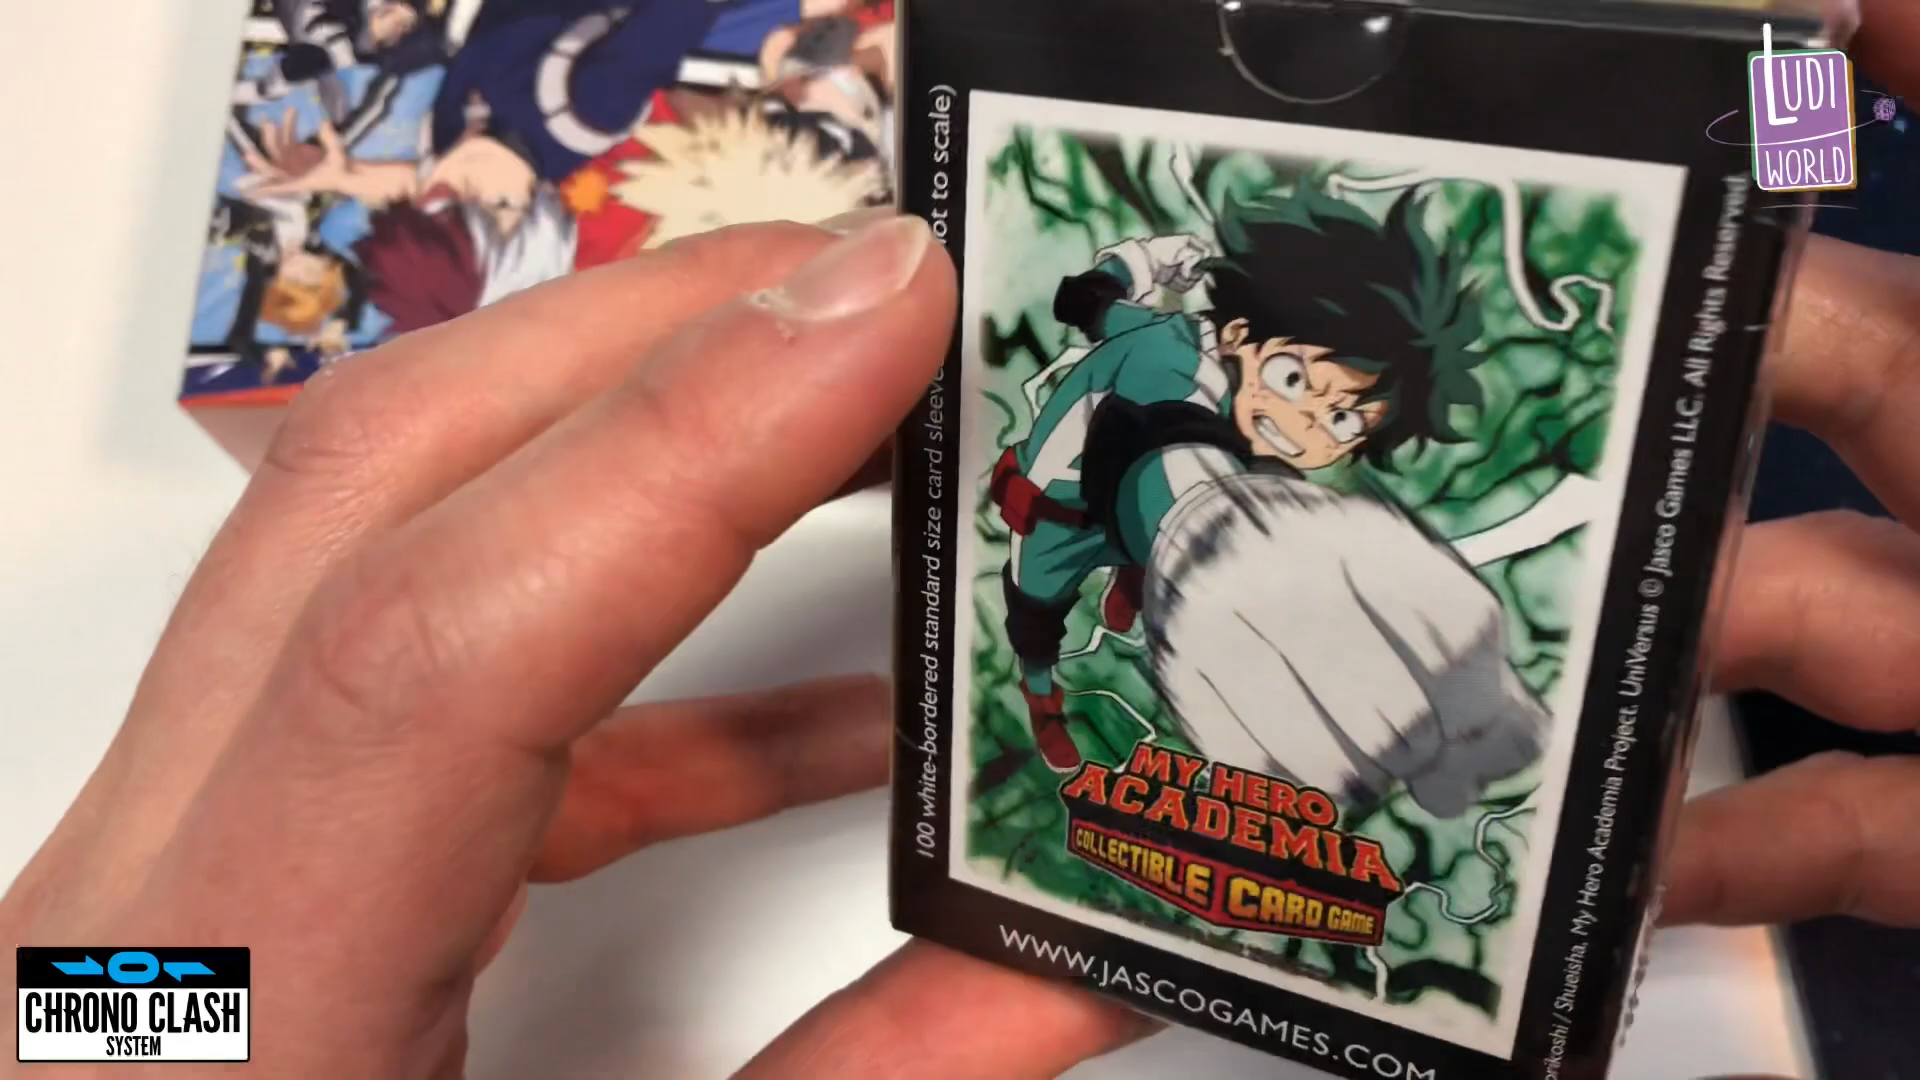 LUDI
WORLD
100 white-bordered standard size card sleeve
not to scale)
MY HERO
ACADEMIA
COLLECTIBLE CARD GAME
WWW.JASCOGAMES.COM
/ Shueisha, My Hero Academia Project. UniVersus © Jasco Games LLC. All Rights Reserved.
CHRONO CLASH
SYSTEM